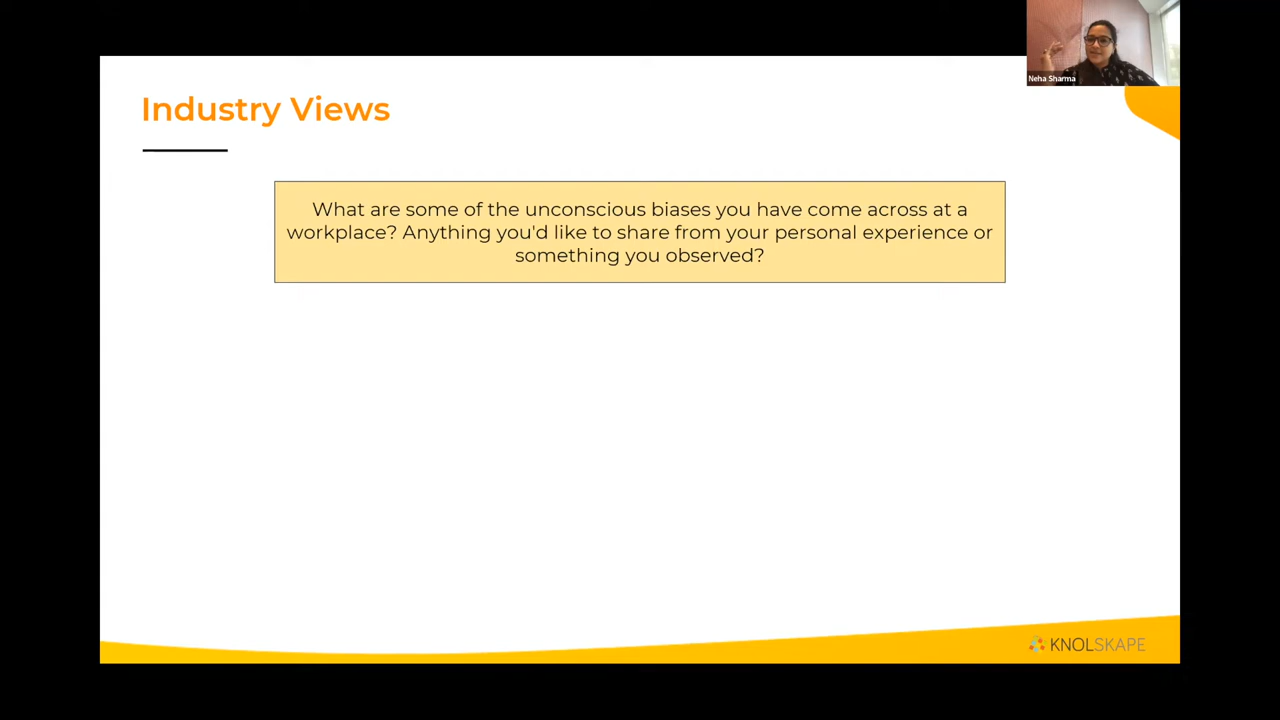 Neha Sharma
Industry Views
What are some of the unconscious biases you have come across at a
workplace? Anything you'd like to share from your personal experience or
something you observed?
KNOLSKAPE